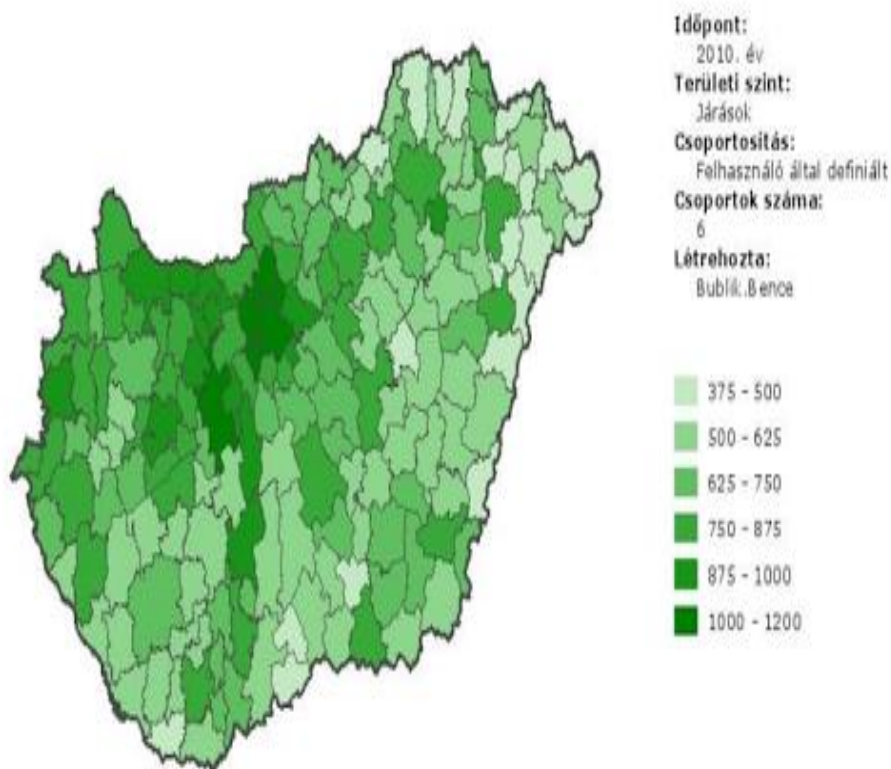 Időpont:
2010. év
Területi szint:
Járások
Csoportosítás:
Felhasználó által definiált
Csoportok száma:
6
Létrehozta:
Bublik.Bence
375 - 500
500 - 625
625 - 750
750 - 875
875 - 1000
1000 - 1200